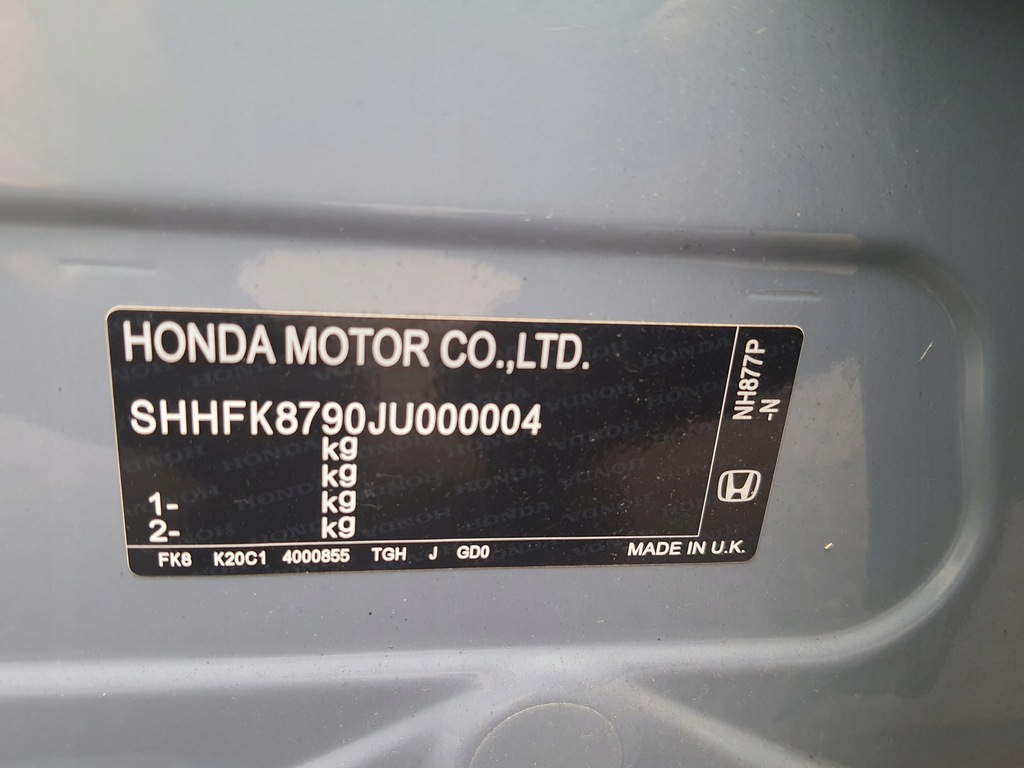 HONDA MOTOR CO.,LTD.
SHHFK8790JU000004
kg
kg
1- kg
2- kg
FK8 K20C1 4000855 TGH J GD0
MADE IN U.K.
NH877P
-N